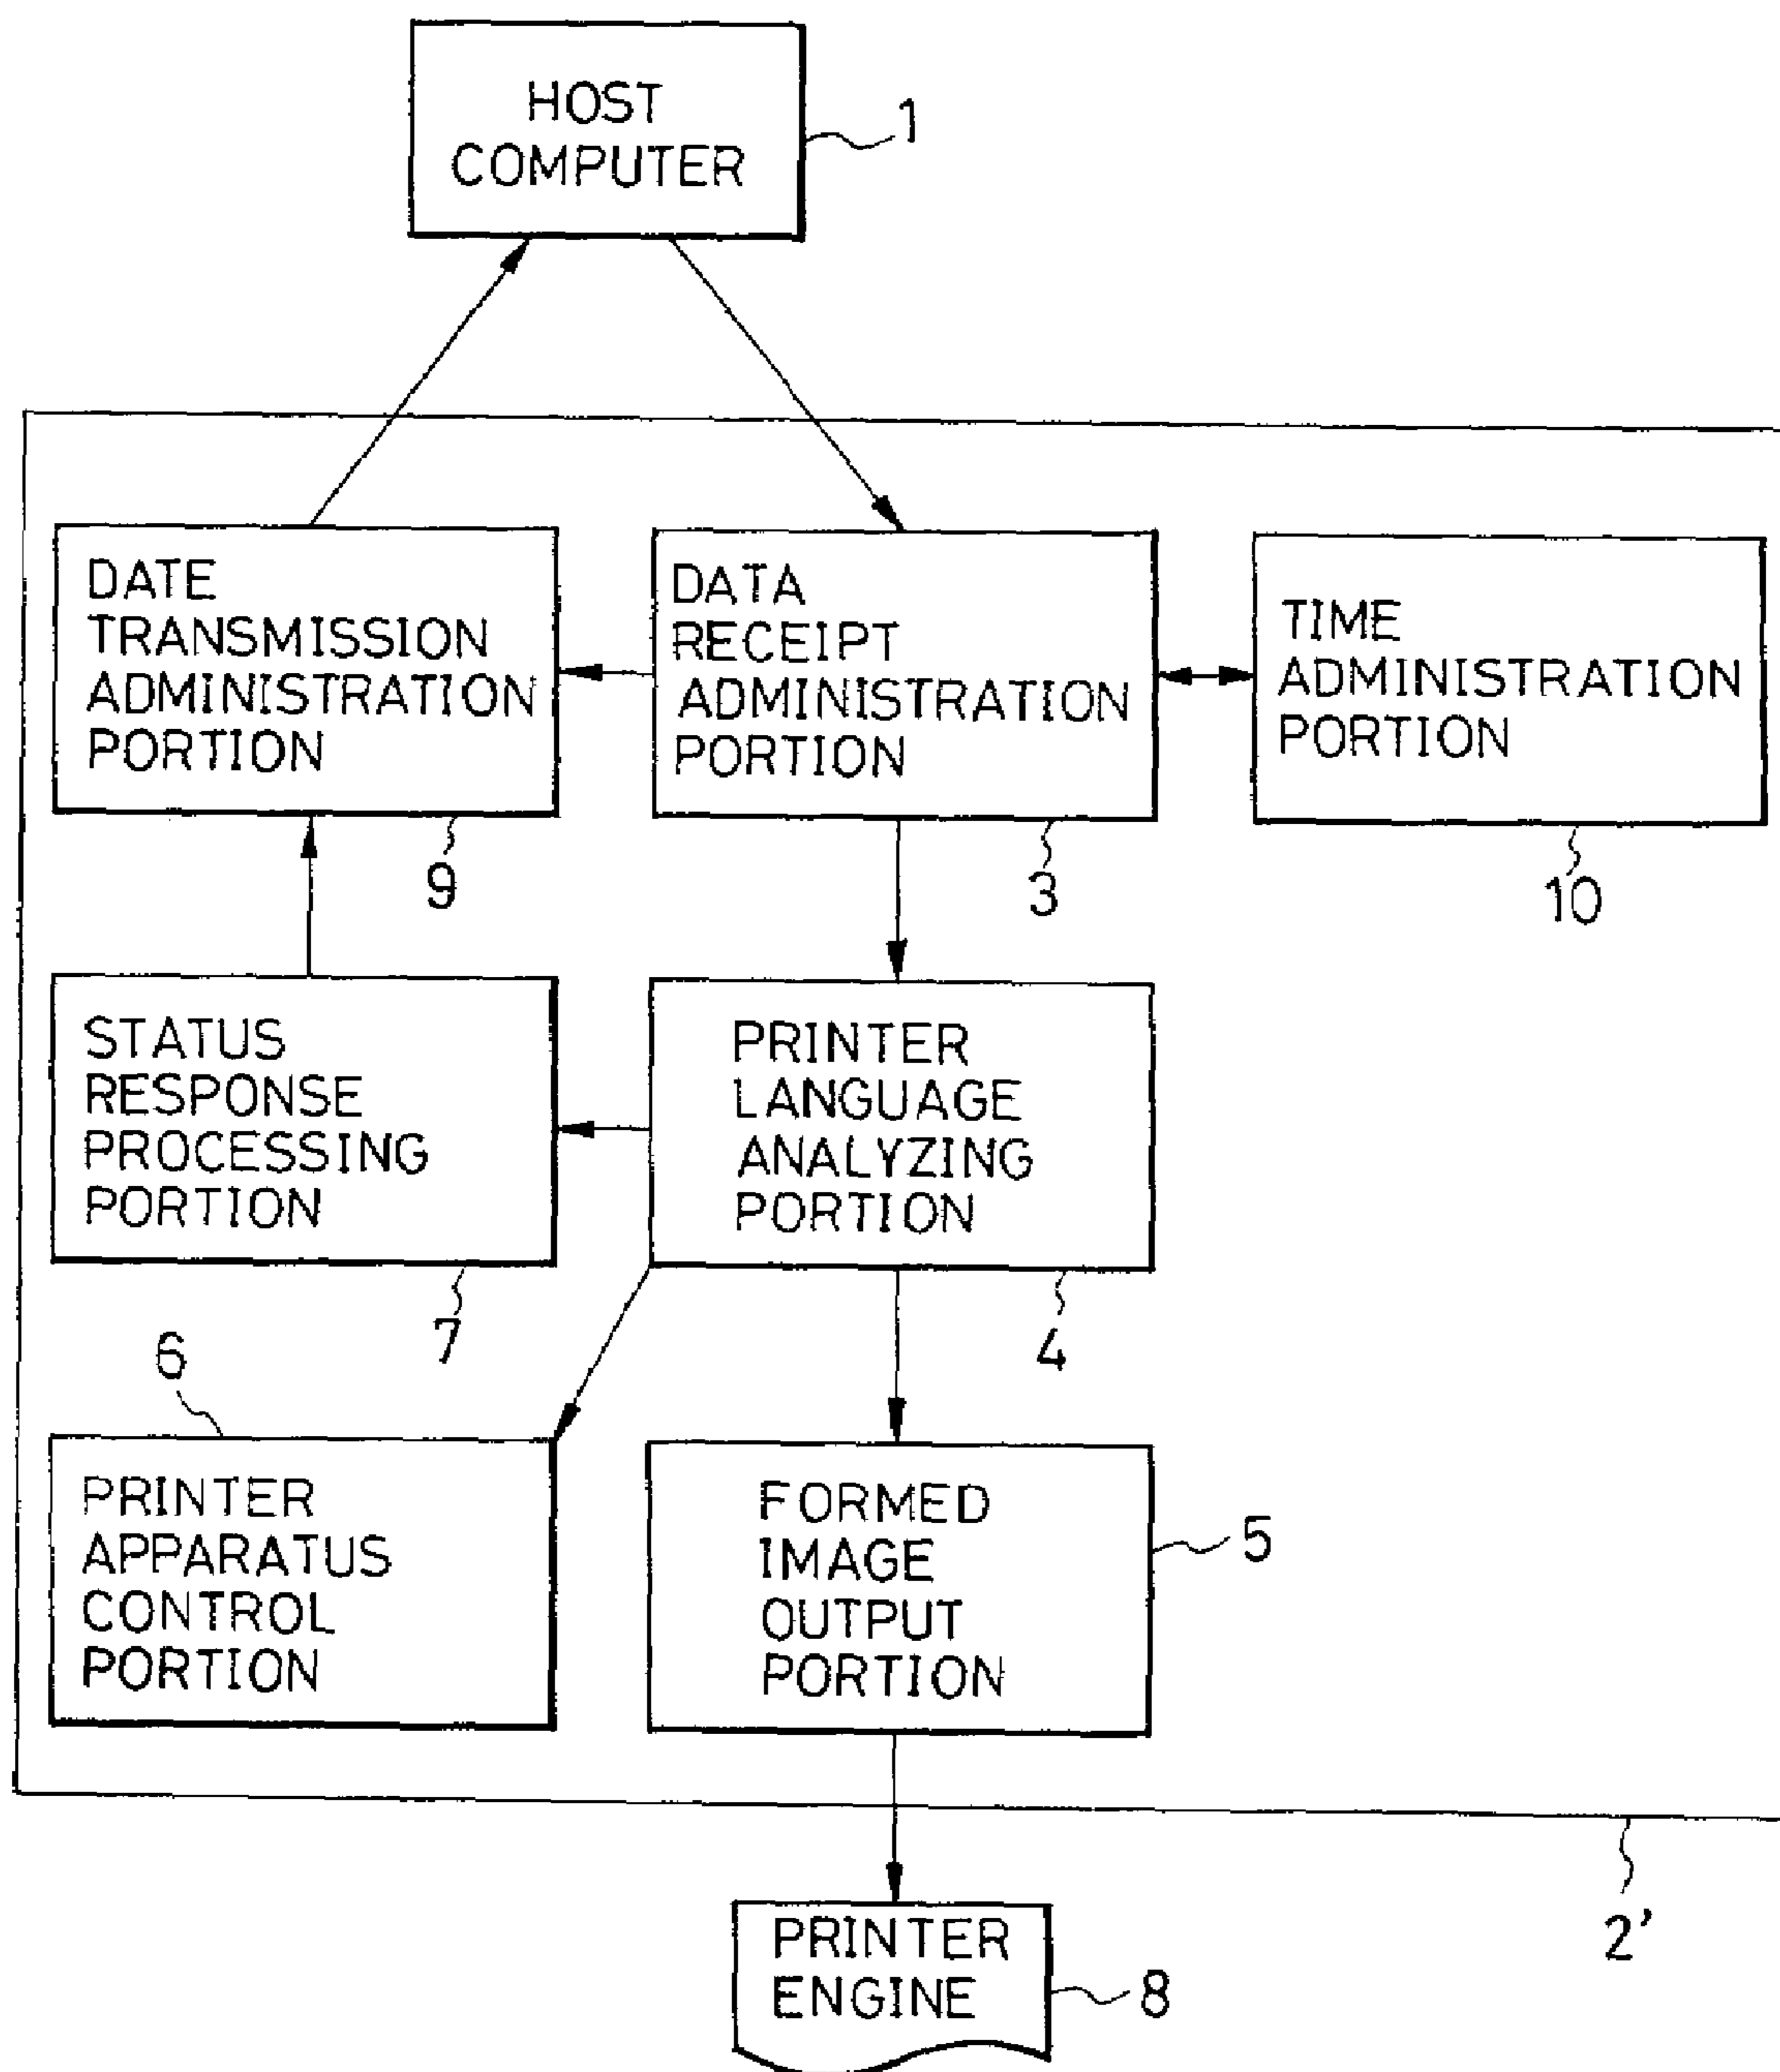 HOST
COMPUTER
1
DATE
TRANSMISSION
ADMINISTRATION
PORTION
9
DATA
RECEIPT
ADMINISTRATION
PORTION
3
TIME
ADMINISTRATION
PORTION
10
STATUS
RESPONSE
PROCESSING
PORTION
7
PRINTER
LANGUAGE
ANALYZING
PORTION
4
6
PRINTER
APPARATUS
CONTROL
PORTION
FORMED
IMAGE
OUTPUT
PORTION
5
2'
PRINTER
ENGINE
8